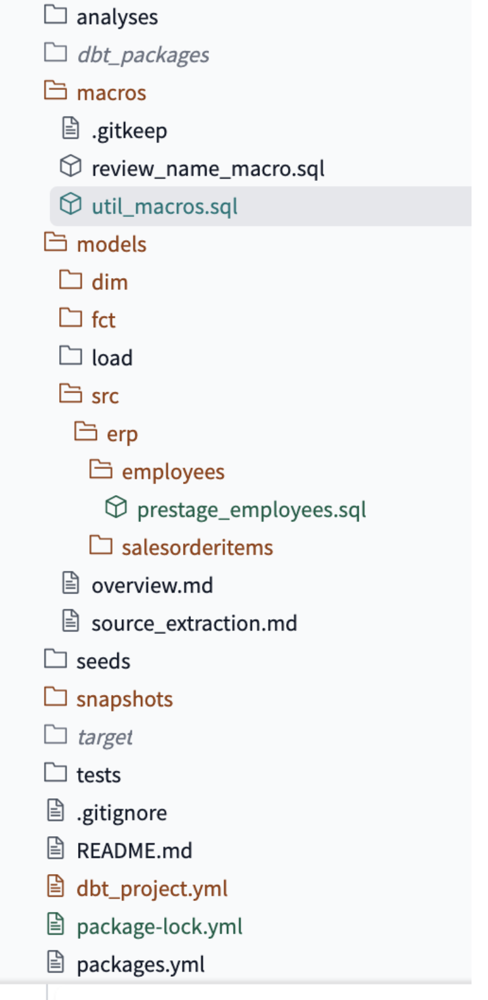 analyses
dbt_packages
macros
.gitkeep
review_name_macro.sql
util_macros.sql
models
dim
fct
load
src
erp
employees
prestage_employees.sql
salesorderitems
overview.md
source_extraction.md
seeds
snapshots
target
tests
.gitignore
README.md
dbt_project.yml
package-lock.yml
packages.yml